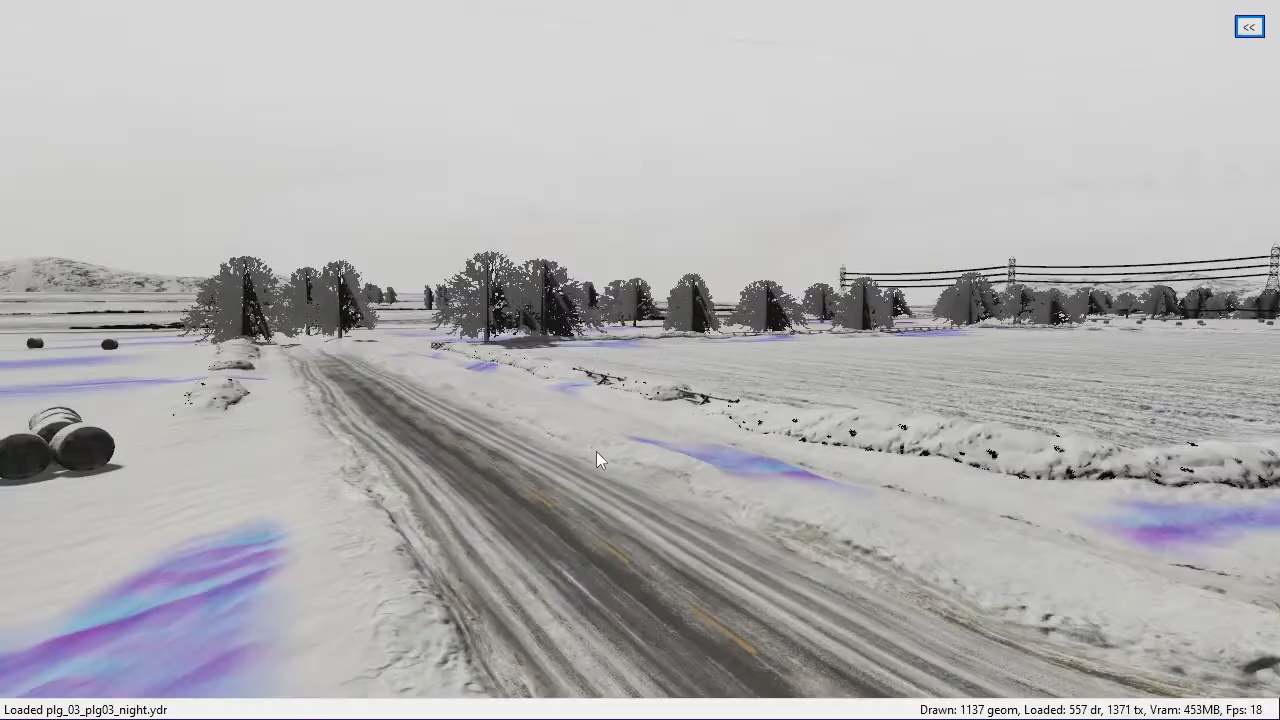 <<
Loaded plg_03_plg03_night.ydr
Drawn: 1137 geom, Loaded: 557 dr, 1371 tx, Vram: 453MB, Fps: 18